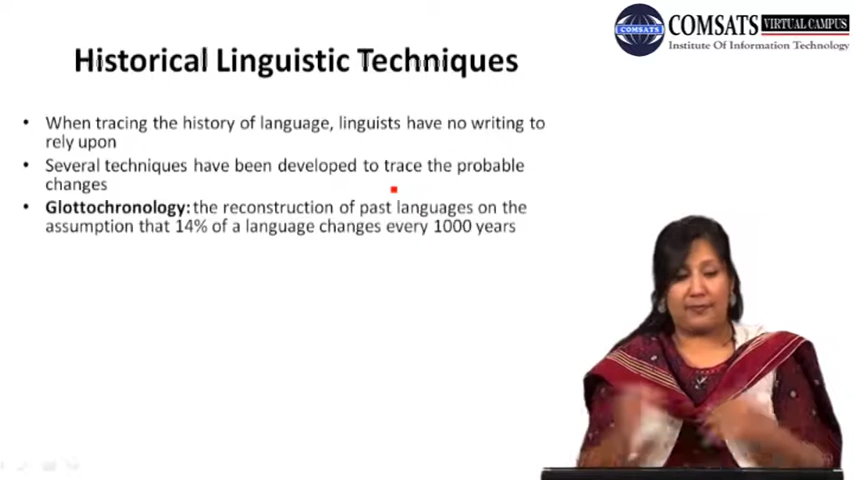 COMSATS VIRTUAL CAMPUS
Institute Of Information Technology
COMSATS
Historical Linguistic Techniques
• When tracing the history of language, linguists have no writing to
rely upon
• Several techniques have been developed to trace the probable
changes
• Glottochronology: the reconstruction of past languages on the
assumption that 14% of a language changes every 1000 years